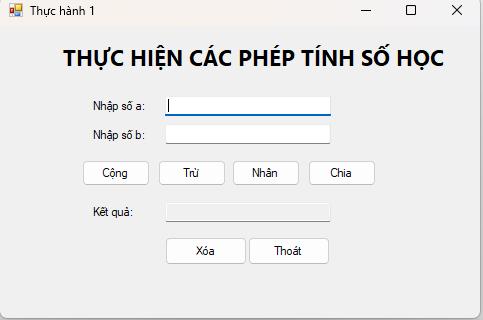 Thực hành 1
THỰC HIỆN CÁC PHÉP TÍNH SỐ HỌC
Nhập số a:
Nhập số b:
Cộng Trừ Nhân Chia
Kết quả:
Xóa Thoát